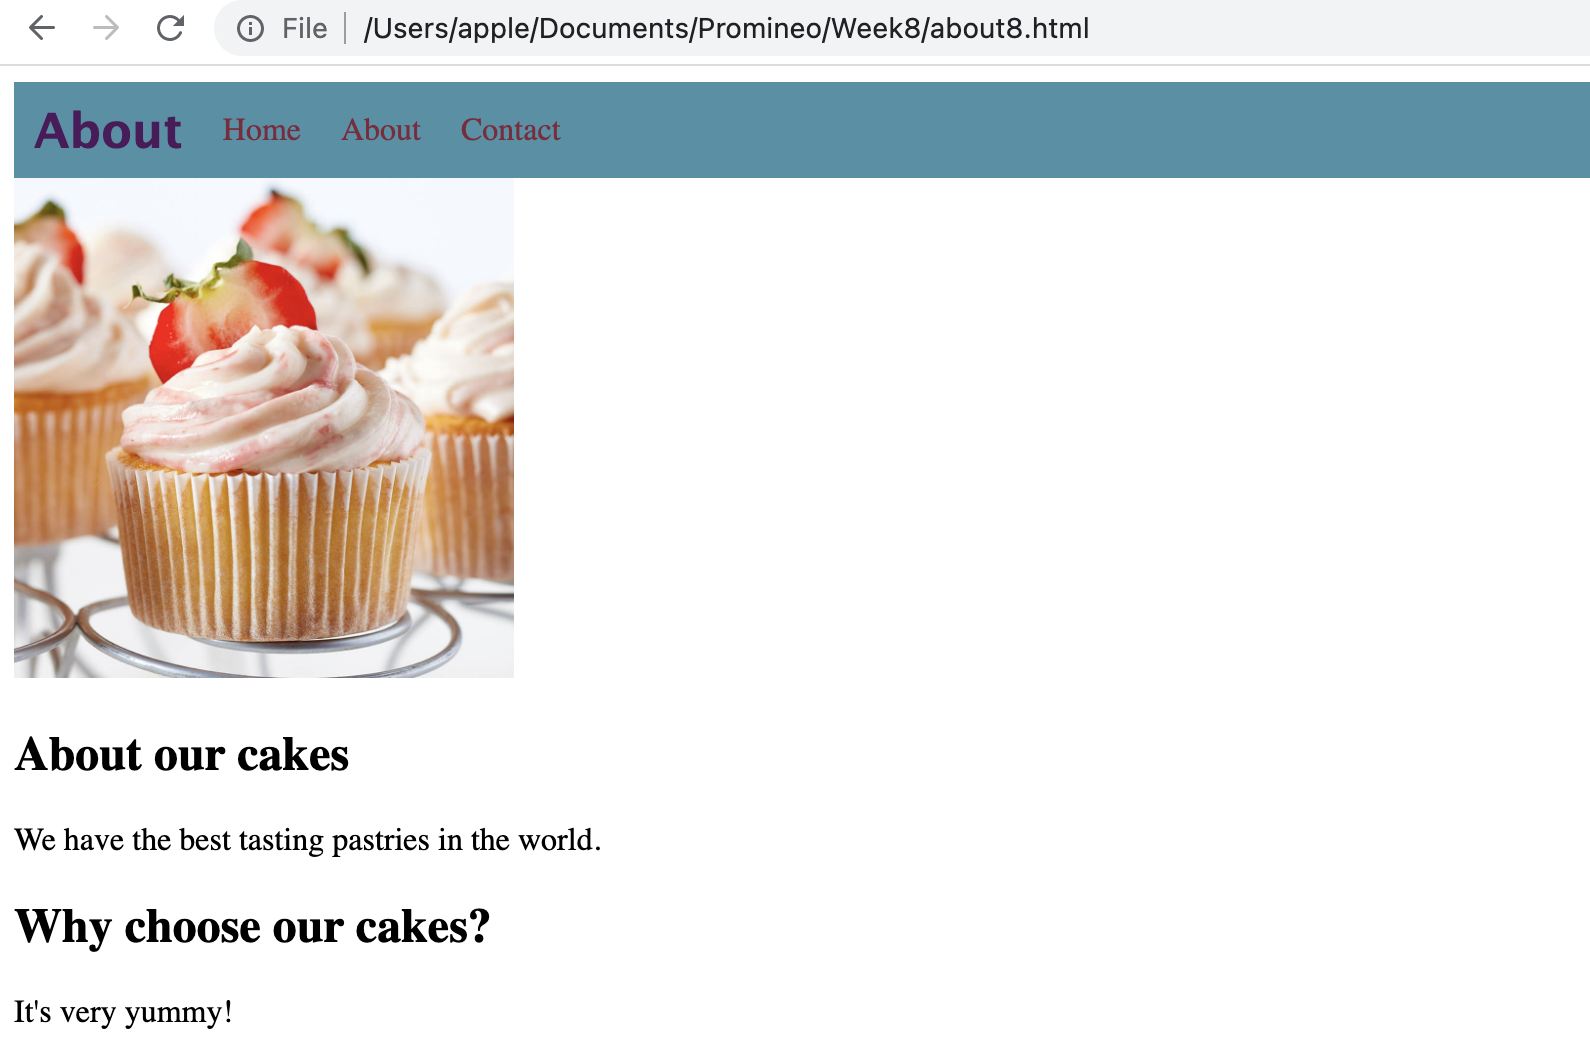 File /Users/apple/Documents/Promineo/Week8/about8.html
About Home About Contact
About our cakes
We have the best tasting pastries in the world.
Why choose our cakes?
It's very yummy!